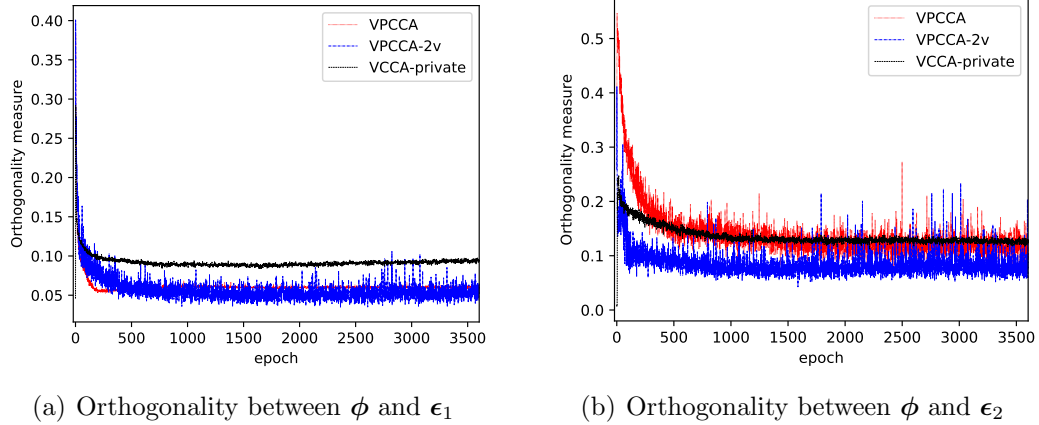 0.40
0.35
0.30
0.25
0.20
0.15
0.10
0.05
Orthogonality measure
VPCCA
VPCCA-2v
VCCA-private
0 500 1000 1500 2000 2500 3000 3500
epoch
(a) Orthogonality between ϕ and ϵ₁
0.5
0.4
0.3
0.2
0.1
0.0
Orthogonality measure
VPCCA
VPCCA-2v
VCCA-private
0 500 1000 1500 2000 2500 3000 3500
epoch
(b) Orthogonality between ϕ and ϵ₂